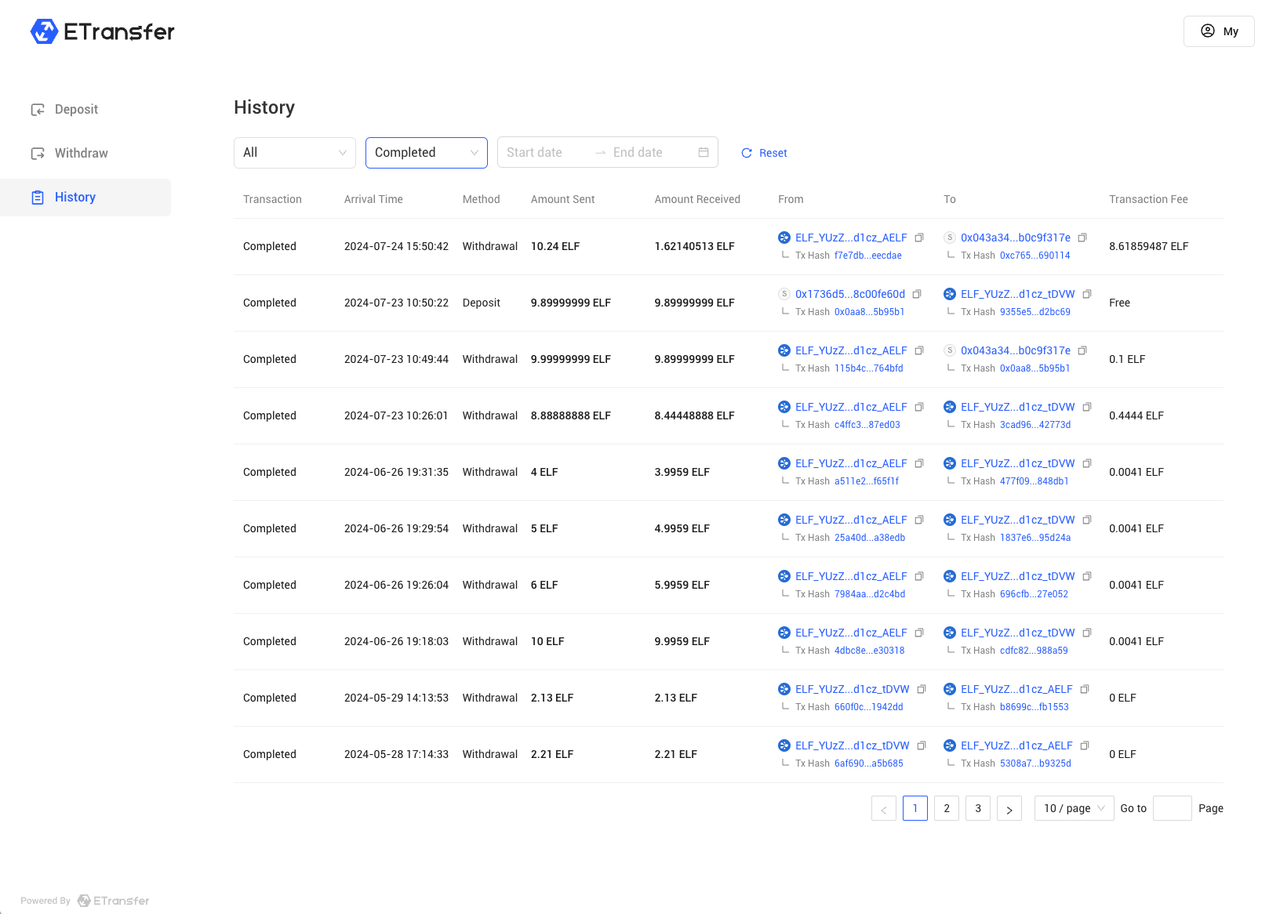 ETransfer
My
Deposit
Withdraw
History
History
All
Completed
Start date
End date
Reset
Transaction Arrival Time Method Amount Sent Amount Received From To Transaction Fee
Completed 2024-07-24 15:50:42 Withdrawal 10.24 ELF 1.62140513 ELF ELF_YUzZ...d1cz_AELF S 0x043a34...b0c9f317e 8.61859487 ELF
Tx Hash f7e7db...eecdae Tx Hash 0xc765...690114
Completed 2024-07-23 10:50:22 Deposit 9.89999999 ELF 9.89999999 ELF S 0x1736d5...8c00fe60d ELF_YUzZ...d1cz_tDVW Free
Tx Hash 0x0aa8...5b95b1 Tx Hash 9355e5...d2bc69
Completed 2024-07-23 10:49:44 Withdrawal 9.99999999 ELF 9.89999999 ELF ELF_YUzZ...d1cz_AELF S 0x043a34...b0c9f317e 0.1 ELF
Tx Hash 115b4c...764bfd Tx Hash 0x0aa8...5b95b1
Completed 2024-07-23 10:26:01 Withdrawal 8.88888888 ELF 8.44448888 ELF ELF_YUzZ...d1cz_AELF ELF_YUzZ...d1cz_tDVW 0.4444 ELF
Tx Hash c4ffc3...87ed03 Tx Hash 3cad96...42773d
Completed 2024-06-26 19:31:35 Withdrawal 4 ELF 3.9959 ELF ELF_YUzZ...d1cz_AELF ELF_YUzZ...d1cz_tDVW 0.0041 ELF
Tx Hash a511e2...f65f1f Tx Hash 477f09...848db1
Completed 2024-06-26 19:29:54 Withdrawal 5 ELF 4.9959 ELF ELF_YUzZ...d1cz_AELF ELF_YUzZ...d1cz_tDVW 0.0041 ELF
Tx Hash 25a40d...a38edb Tx Hash 1837e6...95d24a
Completed 2024-06-26 19:26:04 Withdrawal 6 ELF 5.9959 ELF ELF_YUzZ...d1cz_AELF ELF_YUzZ...d1cz_tDVW 0.0041 ELF
Tx Hash 7984aa...d2c4bd Tx Hash 696cfb...27e052
Completed 2024-06-26 19:18:03 Withdrawal 10 ELF 9.9959 ELF ELF_YUzZ...d1cz_AELF ELF_YUzZ...d1cz_tDVW 0.0041 ELF
Tx Hash 4dbc8e...e30318 Tx Hash cdfc82...988a59
Completed 2024-05-29 14:13:53 Withdrawal 2.13 ELF 2.13 ELF ELF_YUzZ...d1cz_tDVW ELF_YUzZ...d1cz_AELF 0 ELF
Tx Hash 660f0c...1942dd Tx Hash b8699c...fb1553
Completed 2024-05-28 17:14:33 Withdrawal 2.21 ELF 2.21 ELF ELF_YUzZ...d1cz_tDVW ELF_YUzZ...d1cz_AELF 0 ELF
Tx Hash 6af690...a5b685 Tx Hash 5308a7...b9325d
1 2 3 10 / page Go to Page
Powered By ETransfer